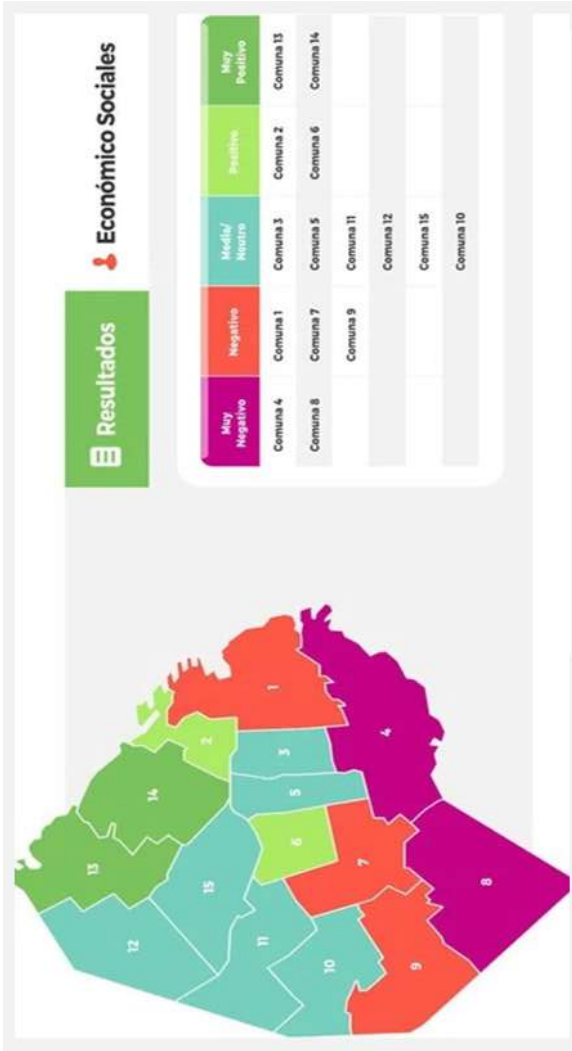 Resultados
Económico Sociales
Muy Negativo
Negativo
Media/ Neutro
Positivo
Muy Positivo
Comuna 4
Comuna 1
Comuna 3
Comuna 2
Comuna 13
Comuna 8
Comuna 7
Comuna 5
Comuna 6
Comuna 14
Comuna 9
Comuna 11
Comuna 12
Comuna 15
Comuna 10
12
13
14
2
15
11
6
5
3
1
10
7
9
4
8